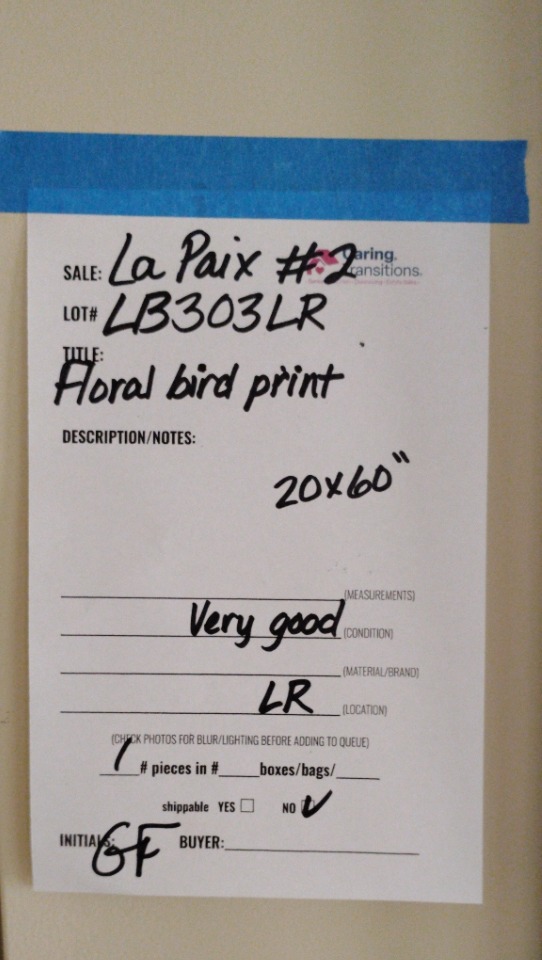 SALE: La Paix #2
Caring Transitions.
LOT# LB303LR
TITLE:
Floral bird print
DESCRIPTION/NOTES:
20x60"
(MEASUREMENTS)
Very good (CONDITION)
(MATERIAL/BRAND)
LR (LOCATION)
(CHECK PHOTOS FOR BLUR/LIGHTING BEFORE ADDING TO QUEUE)
1 # pieces in #_____ boxes/bags/_____
shippable YES ☐ NO ☑
INITIALS: GF BUYER: